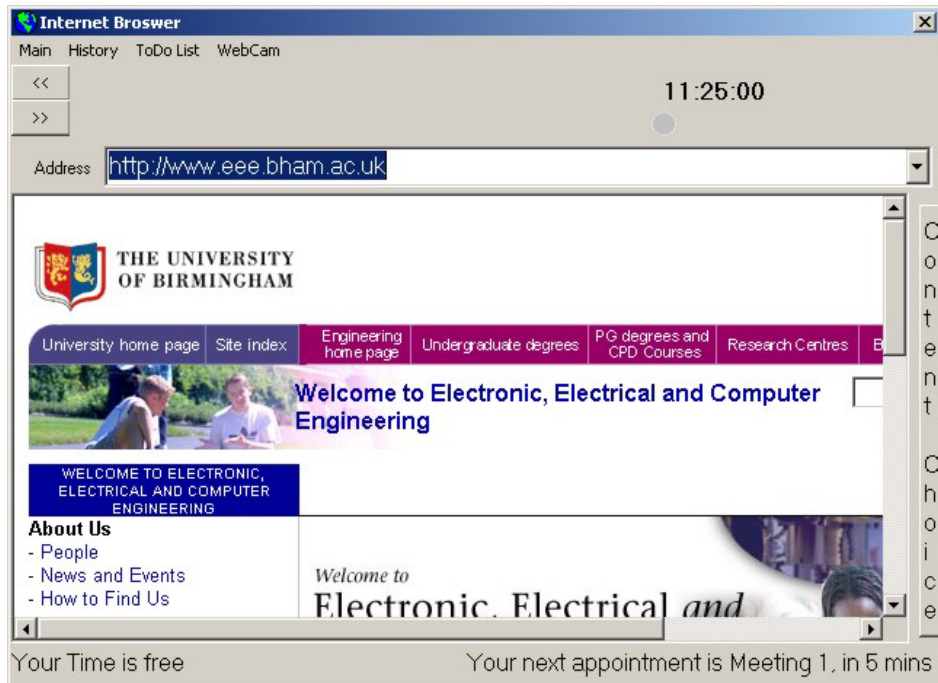 Internet Broswer
Main History ToDo List WebCam
<<
11:25:00
>>
Address http://www.eee.bham.ac.uk
THE UNIVERSITY
OF BIRMINGHAM
University home page Site index Engineering home page Undergraduate degrees PG degrees and CPD Courses Research Centres
Welcome to Electronic, Electrical and Computer
Engineering
WELCOME TO ELECTRONIC,
ELECTRICAL AND COMPUTER
ENGINEERING
About Us
- People
- News and Events
- How to Find Us
Welcome to
Electronic, Electrical and
Content Choice
Your Time is free Your next appointment is Meeting 1, in 5 mins